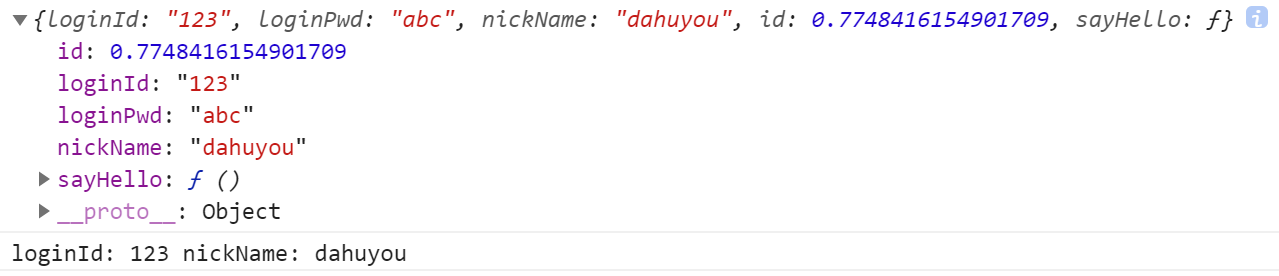 ▼{loginId: "123", loginPwd: "abc", nickName: "dahuyou", id: 0.7748416154901709, sayHello: ƒ} i
id: 0.7748416154901709
loginId: "123"
loginPwd: "abc"
nickName: "dahuyou"
▶sayHello: ƒ ()
▶__proto__: Object
loginId: 123 nickName: dahuyou